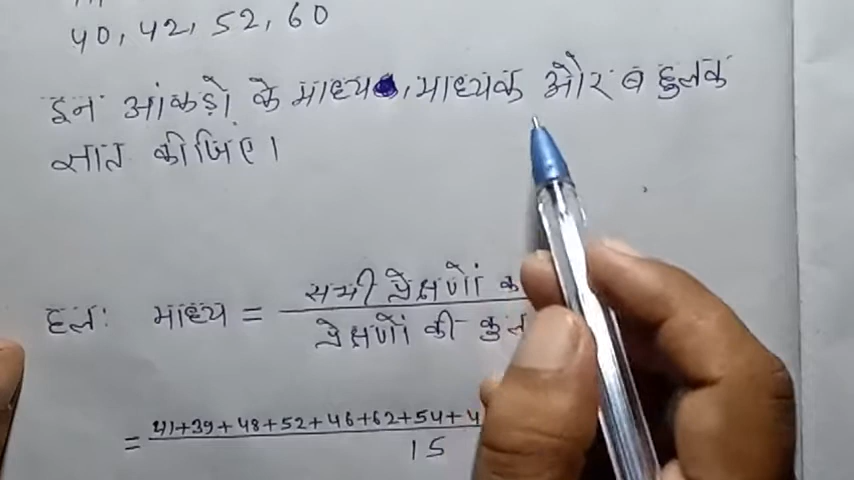 40, 42, 52, 60
इन आंकड़ो के माध्य, माध्यक और बहुलक
ज्ञात कीजिए।
हल: माध्य = सभी प्रेक्षणों
प्रेक्षणों की
= 41+39+48+52+46+62+54+4
15